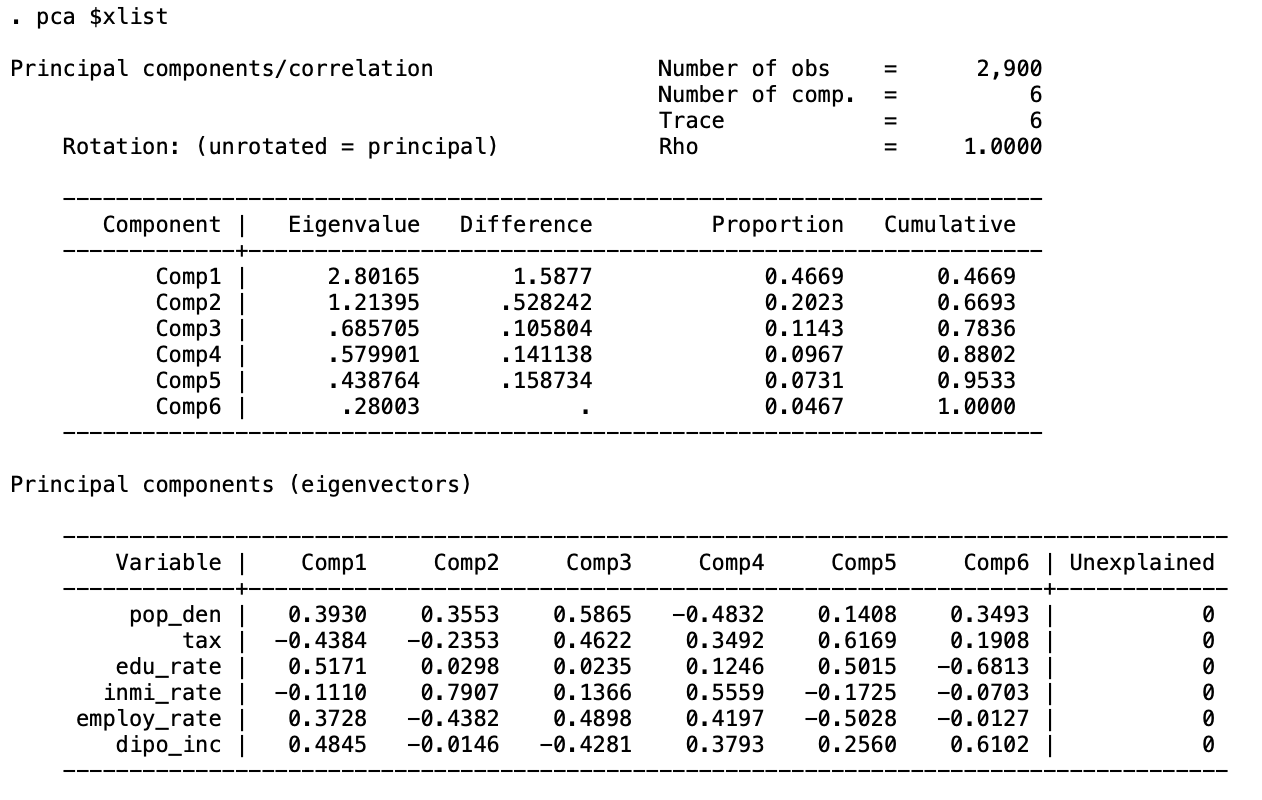 . pca $xlist
Principal components/correlation                 Number of obs    =      2,900
                                                 Number of comp.  =          6
                                                 Trace            =          6
    Rotation: (unrotated = principal)            Rho              =     1.0000
    --------------------------------------------------------------------------
       Component |   Eigenvalue   Difference         Proportion   Cumulative
    -------------+------------------------------------------------------------
           Comp1 |      2.80165       1.5877             0.4669       0.4669
           Comp2 |      1.21395      .528242             0.2023       0.6693
           Comp3 |      .685705      .105804             0.1143       0.7836
           Comp4 |      .579901      .141138             0.0967       0.8802
           Comp5 |      .438764      .158734             0.0731       0.9533
           Comp6 |       .28003            .             0.0467       1.0000
    --------------------------------------------------------------------------
Principal components (eigenvectors)
    ----------------------------------------------------------------------------------------
        Variable |    Comp1     Comp2     Comp3     Comp4     Comp5     Comp6 | Unexplained
    -------------+------------------------------------------------------------+-------------
         pop_den |   0.3930    0.3553    0.5865   -0.4832    0.1408    0.3493 |           0
             tax |  -0.4384   -0.2353    0.4622    0.3492    0.6169    0.1908 |           0
        edu_rate |   0.5171    0.0298    0.0235    0.1246    0.5015   -0.6813 |           0
       inmi_rate |  -0.1110    0.7907    0.1366    0.5559   -0.1725   -0.0703 |           0
     employ_rate |   0.3728   -0.4382    0.4898    0.4197   -0.5028   -0.0127 |           0
        dipo_inc |   0.4845   -0.0146   -0.4281    0.3793    0.2560    0.6102 |           0
    ----------------------------------------------------------------------------------------